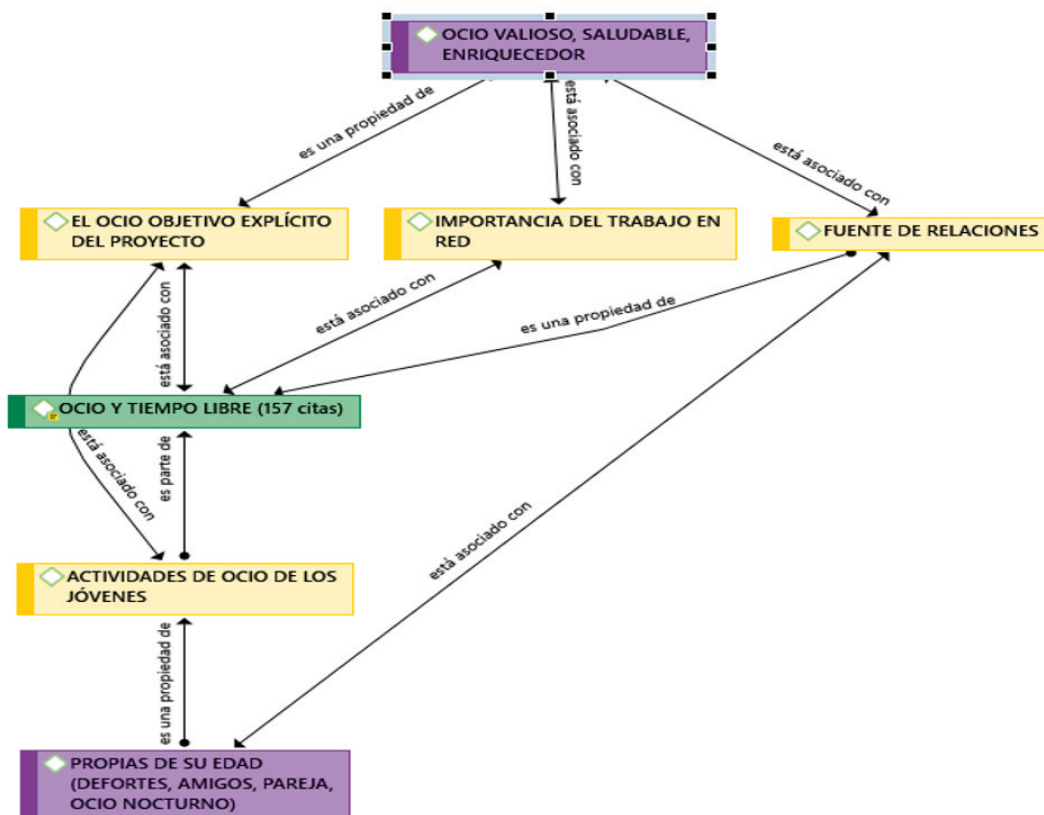 OCIO VALIOSO, SALUDABLE,
ENRIQUECEDOR
es una propiedad de
está asociado con
está asociado con
EL OCIO OBJETIVO EXPLÍCITO
DEL PROYECTO
IMPORTANCIA DEL TRABAJO EN
RED
FUENTE DE RELACIONES
está asociado con
está asociado con
es una propiedad de
OCIO Y TIEMPO LIBRE (157 citas)
está asociado con
es parte de
está asociado con
ACTIVIDADES DE OCIO DE LOS
JÓVENES
es una propiedad de
PROPIAS DE SU EDAD
(DEFORTES, AMIGOS, PAREJA,
OCIO NOCTURNO)